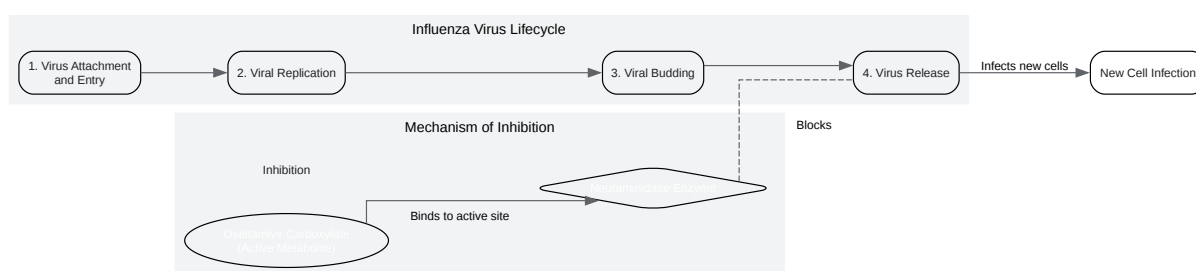 Influenza Virus Lifecycle
1. Virus Attachment
and Entry
2. Viral Replication
3. Viral Budding
4. Virus Release
Infects new cells
New Cell Infection
Mechanism of Inhibition
Blocks
Inhibition
Neuraminidase Enzyme
Binds to active site
Oseltamivir Carboxylate
(Active Metabolite)